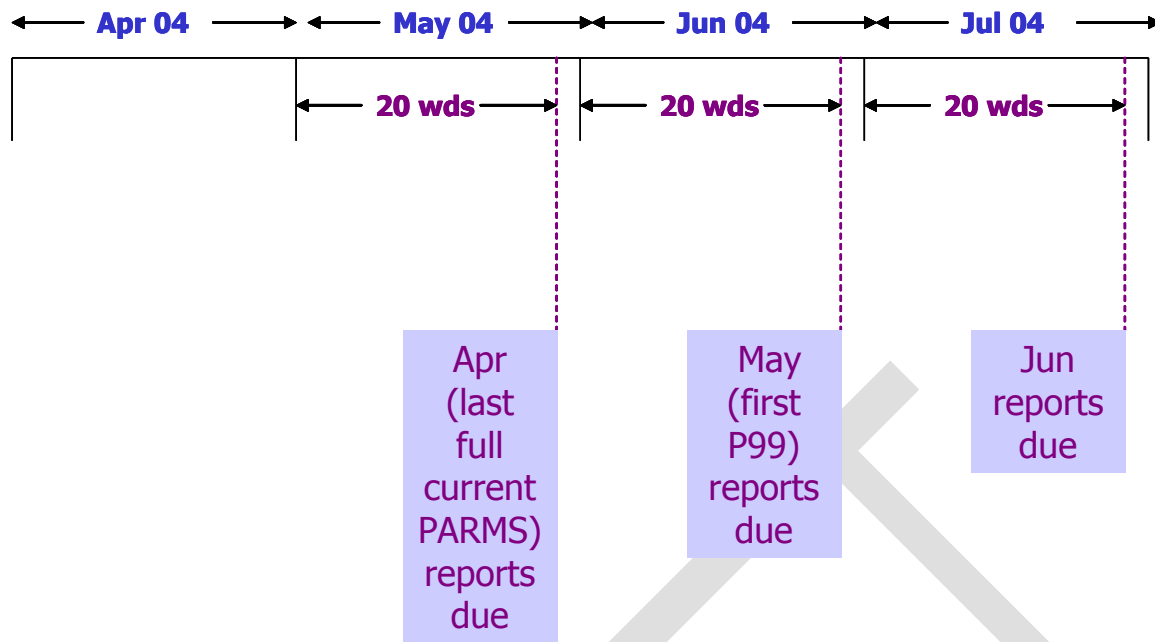 Apr 04
May 04
Jun 04
Jul 04
20 wds
20 wds
20 wds
Apr
(last
full
current
PARMS)
reports
due
May
(first
P99)
reports
due
Jun
reports
due